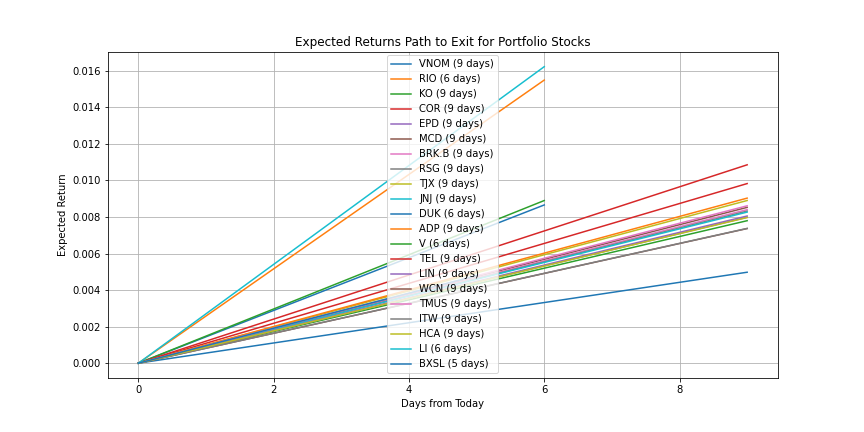 Expected Returns Path to Exit for Portfolio Stocks
Expected Return
0.016
0.014
0.012
0.010
0.008
0.006
0.004
0.002
0.000
VNOM (9 days)
RIO (6 days)
KO (9 days)
COR (9 days)
EPD (9 days)
MCD (9 days)
BRK.B (9 days)
RSG (9 days)
TJX (9 days)
JNJ (9 days)
DUK (6 days)
ADP (9 days)
V (6 days)
TEL (9 days)
LIN (9 days)
WCN (9 days)
TMUS (9 days)
ITW (9 days)
HCA (9 days)
LI (6 days)
BXSL (5 days)
0
2
4
6
8
Days from Today